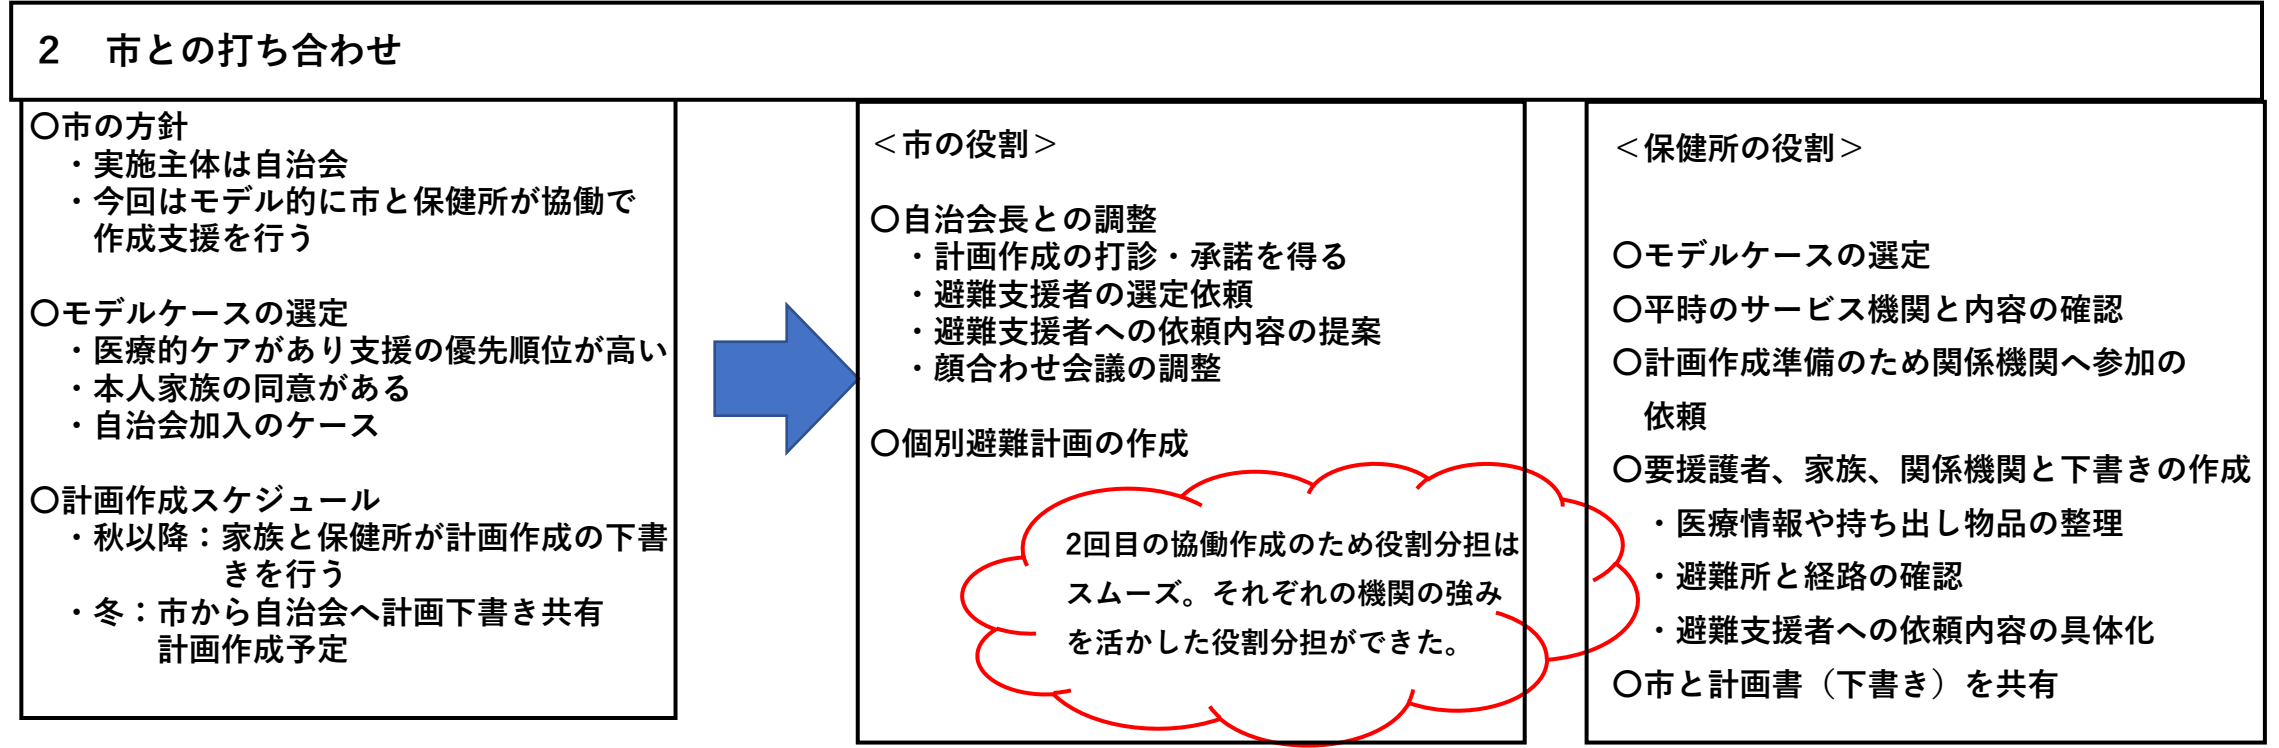 ２　市との打ち合わせ
〇市の方針
・実施主体は自治会
・今回はモデル的に市と保健所が協働で
作成支援を行う
〇モデルケースの選定
・医療的ケアがあり支援の優先順位が高い
・本人家族の同意がある
・自治会加入のケース
〇計画作成スケジュール
・秋以降：家族と保健所が計画作成の下書
きを行う
・冬：市から自治会へ計画下書き共有
計画作成予定
＜市の役割＞
〇自治会長との調整
・計画作成の打診・承諾を得る
・避難支援者の選定依頼
・避難支援者への依頼内容の提案
・顔合わせ会議の調整
〇個別避難計画の作成
2回目の協働作成のため役割分担は
スムーズ。それぞれの機関の強み
を活かした役割分担ができた。
＜保健所の役割＞
〇モデルケースの選定
〇平時のサービス機関と内容の確認
〇計画作成準備のため関係機関へ参加の
依頼
〇要援護者、家族、関係機関と下書きの作成
・医療情報や持ち出し物品の整理
・避難所と経路の確認
・避難支援者への依頼内容の具体化
〇市と計画書（下書き）を共有